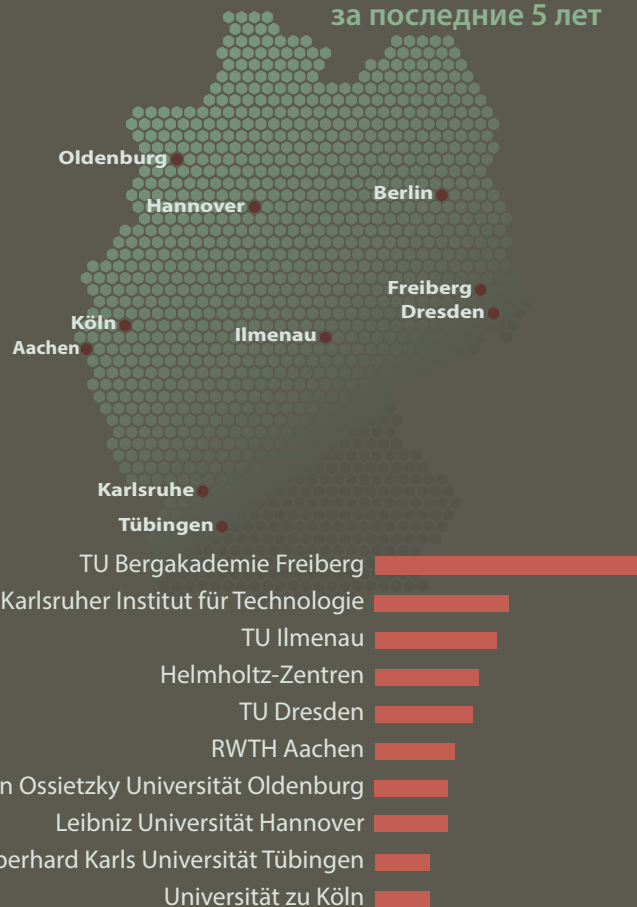 за последние 5 лет
Oldenburg
Berlin
Hannover
Freiberg
Dresden
Köln
Ilmenau
Aachen
Karlsruhe
Tübingen
TU Bergakademie Freiberg
Karlsruher Institut für Technologie
TU Ilmenau
Helmholtz-Zentren
TU Dresden
RWTH Aachen
n Ossietzky Universität Oldenburg
Leibniz Universität Hannover
berhard Karls Universität Tübingen
Universität zu Köln